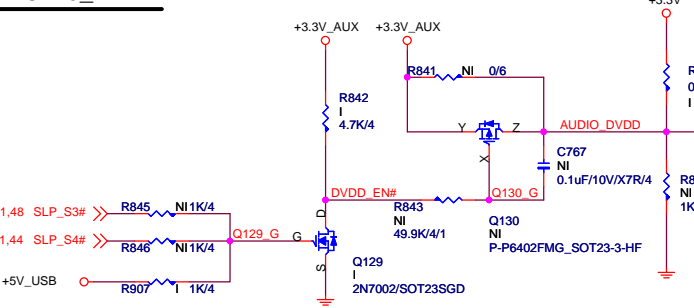 +3.3V_AUX
+3.3V_AUX
+3.3V
R841 NI 0/6
R842
I
4.7K/4
Y Z
X
AUDIO_DVDD
C767
NI
0.1uF/10V/X7R/4
NI
1K
DVDD_EN#
R843
NI
49.9K/4/1
Q130_G
Q130
NI
P-P6402FMG_SOT23-3-HF
1,48 SLP_S3#
R845 NI 1K/4
1,44 SLP_S4#
R846 NI 1K/4
Q129_G
D
G
S
+5V_USB
R907 I 1K/4
Q129
I
2N7002/SOT23SGD